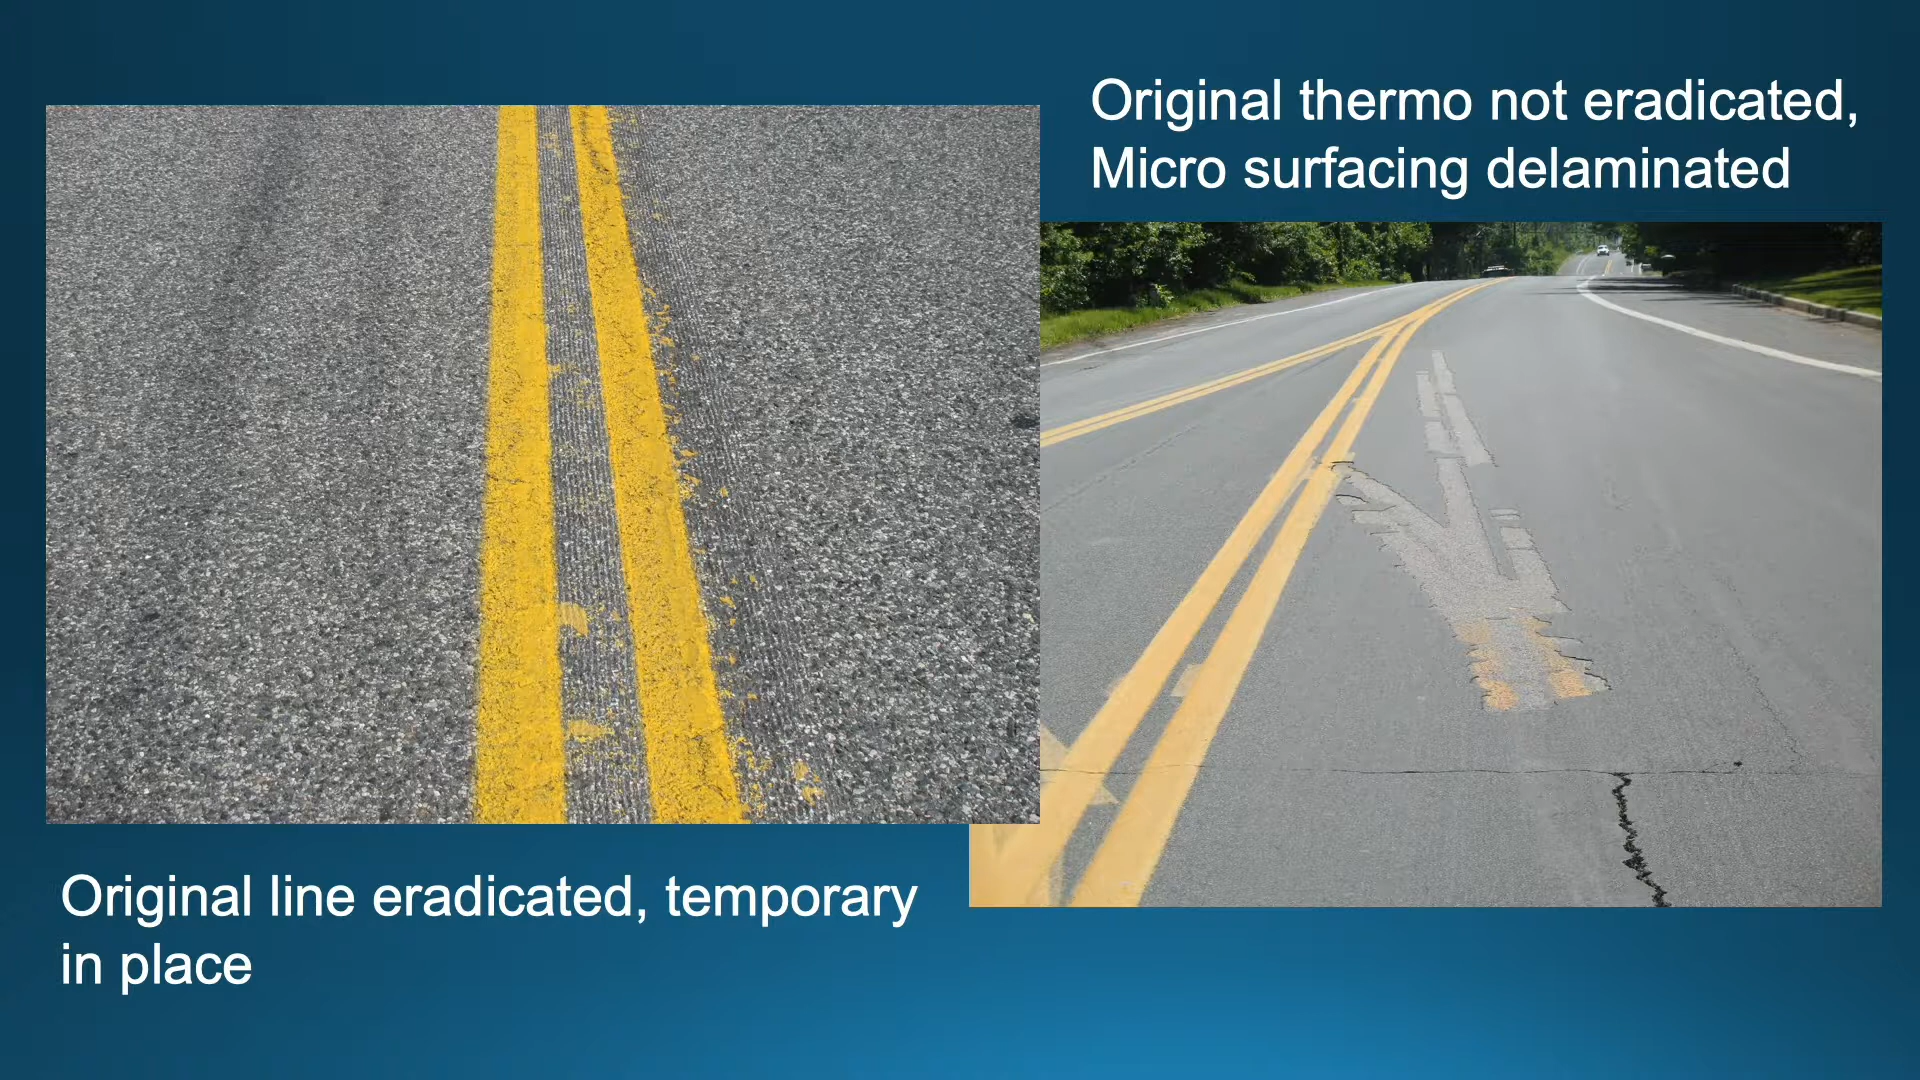 Original thermo not eradicated,
Micro surfacing delaminated
Original line eradicated, temporary
in place